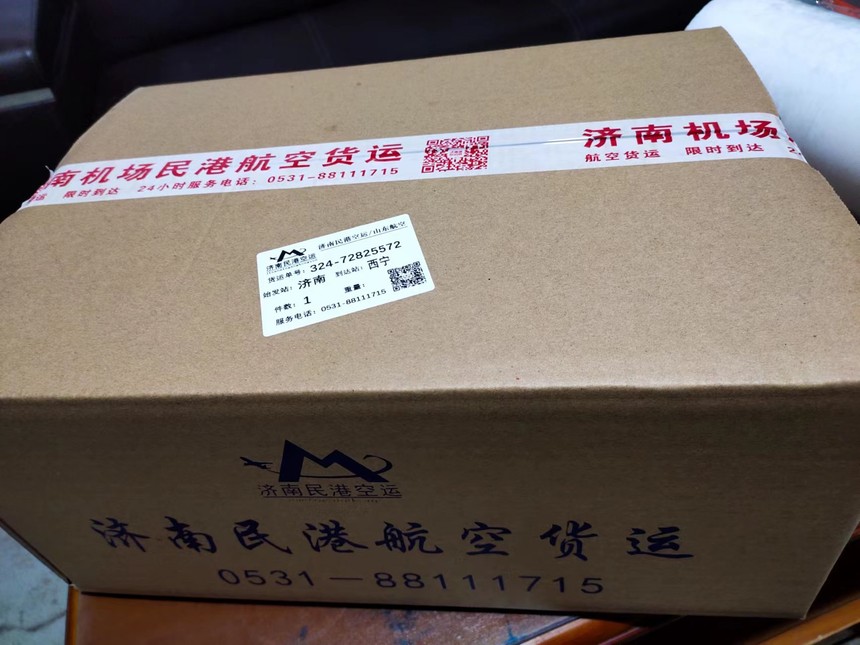 南机场民港航空货运
限时到达 24小时服务电话：0531-88111715
济南机场
航空货运 限时到达
济南民港空运/山东航空
济南民港空运
货运单号：324-72825572
始发站：济南 到达站：西宁
件数：1 重量：
服务电话：0531-88111715
济南民港空运
济南民港航空货运
0531－88111715